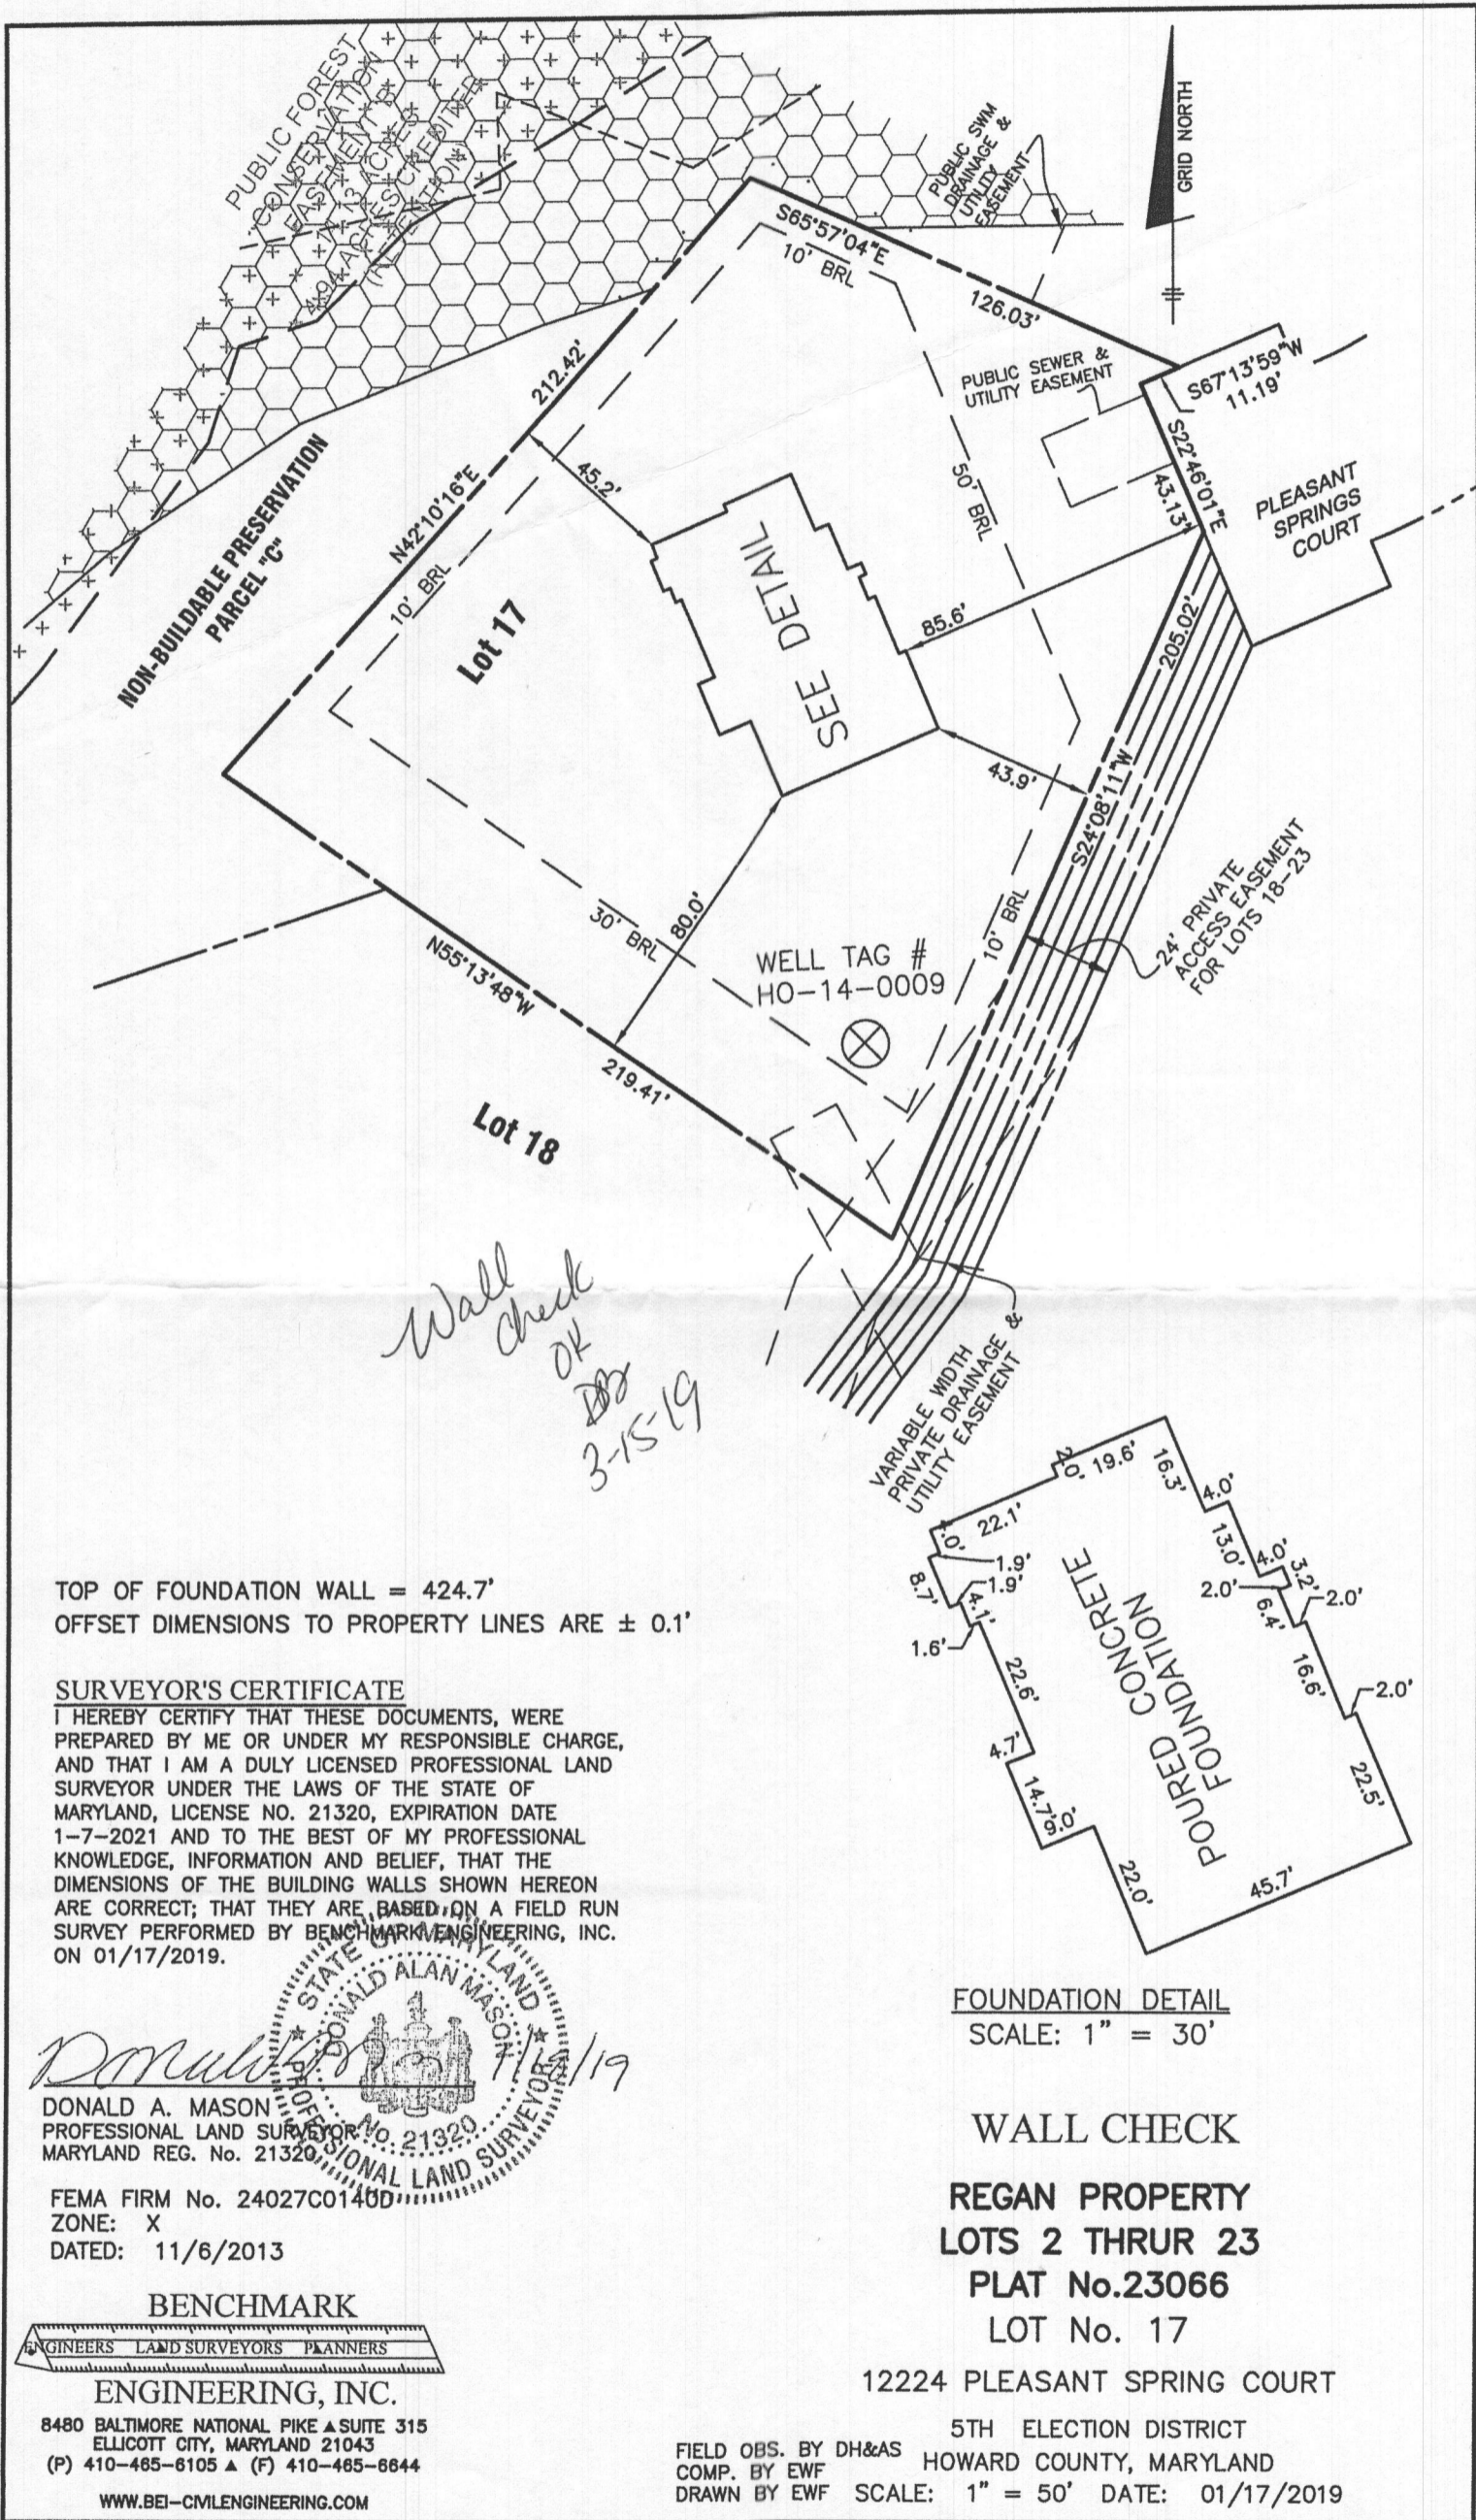 PUBLIC FOREST
CONSERVATION
EASEMENT "B"
(RETENTION)
PUBLIC SWM
DRAINAGE &
UTILITY
EASEMENT
GRID NORTH
S65°57'04"E
10' BRL
126.03'
PUBLIC SEWER &
UTILITY EASEMENT
S67°13'59"W
11.19'
S22°46'01"E
43.13'
PLEASANT
SPRINGS
COURT
212.42'
N42°10'16"E
10' BRL
45.2'
NON-BUILDABLE PRESERVATION
PARCEL "C"
Lot 17
SEE DETAIL
50' BRL
85.6'
205.02'
S24°08'11"W
43.9'
24' PRIVATE
ACCESS EASEMENT
FOR LOTS 18-23
80.0'
30' BRL
10' BRL
WELL TAG #
HO-14-0009
N55°13'48"W
219.41'
Lot 18
Wall
Check
OK
DB
3-15-19
VARIABLE WIDTH
PRIVATE DRAINAGE &
UTILITY EASEMENT
2.0'
19.6'
16.3'
4.0'
22.1'
13.0'
4.0'
3.2'
2.0'
2.0'
6.4'
1.9'
1.9'
8.7'
4.1'
1.6'
22.6'
16.6'
2.0'
4.7'
14.7'
22.5'
22.0'
45.7'
POURED CONCRETE
FOUNDATION
TOP OF FOUNDATION WALL = 424.7'
OFFSET DIMENSIONS TO PROPERTY LINES ARE ± 0.1'
SURVEYOR'S CERTIFICATE
I HEREBY CERTIFY THAT THESE DOCUMENTS, WERE
PREPARED BY ME OR UNDER MY RESPONSIBLE CHARGE,
AND THAT I AM A DULY LICENSED PROFESSIONAL LAND
SURVEYOR UNDER THE LAWS OF THE STATE OF
MARYLAND, LICENSE NO. 21320, EXPIRATION DATE
1-7-2021 AND TO THE BEST OF MY PROFESSIONAL
KNOWLEDGE, INFORMATION AND BELIEF, THAT THE
DIMENSIONS OF THE BUILDING WALLS SHOWN HEREON
ARE CORRECT; THAT THEY ARE BASED ON A FIELD RUN
SURVEY PERFORMED BY BENCHMARK ENGINEERING, INC.
ON 01/17/2019.
STATE OF MARYLAND
DONALD ALAN MASON
No. 21320
PROFESSIONAL LAND SURVEYOR
DONALD A. MASON
PROFESSIONAL LAND SURVEYOR
MARYLAND REG. No. 21320
FEMA FIRM No. 24027C0140D
ZONE: X
DATED: 11/6/2013
BENCHMARK
ENGINEERS LAND SURVEYORS PLANNERS
ENGINEERING, INC.
8480 BALTIMORE NATIONAL PIKE ▲ SUITE 315
ELLICOTT CITY, MARYLAND 21043
(P) 410-465-6105 ▲ (F) 410-465-6644
WWW.BEI-CIVILENGINEERING.COM
FOUNDATION DETAIL
SCALE: 1" = 30'
WALL CHECK
REGAN PROPERTY
LOTS 2 THRUR 23
PLAT No.23066
LOT No. 17
12224 PLEASANT SPRING COURT
5TH ELECTION DISTRICT
HOWARD COUNTY, MARYLAND
FIELD OBS. BY DH&AS
COMP. BY EWF
DRAWN BY EWF SCALE: 1" = 50' DATE: 01/17/2019